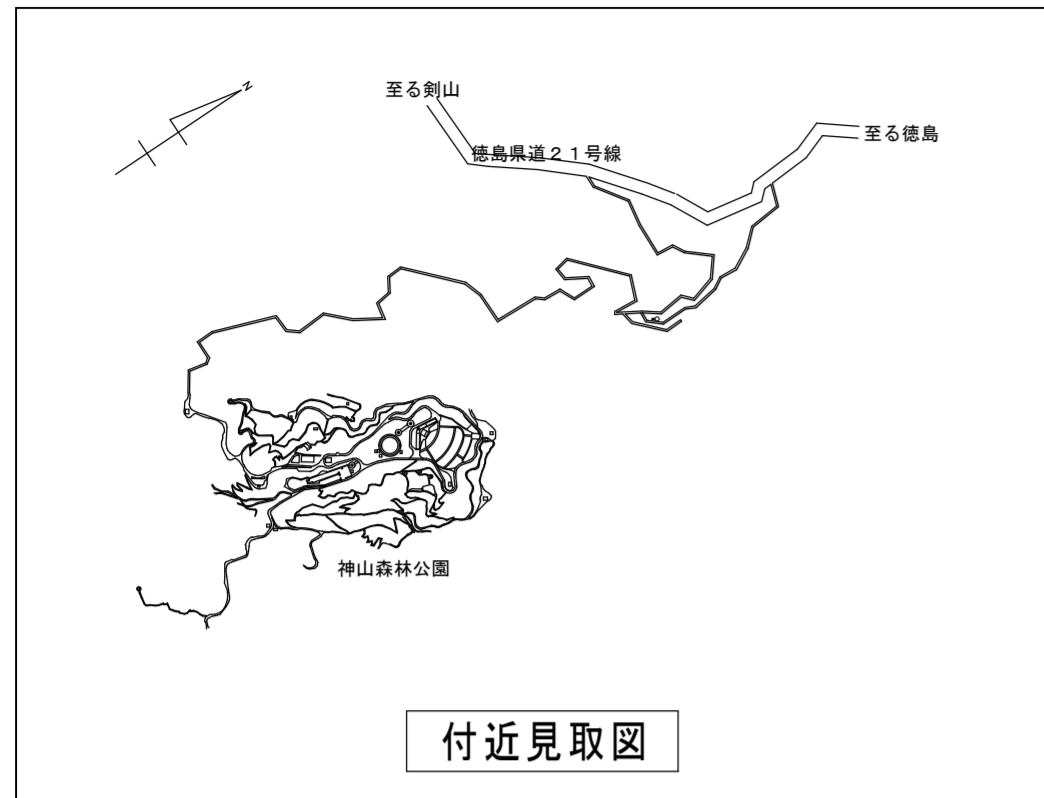 至る剣山
N
至る徳島
徳島県道２１号線
神山森林公園
付近見取図